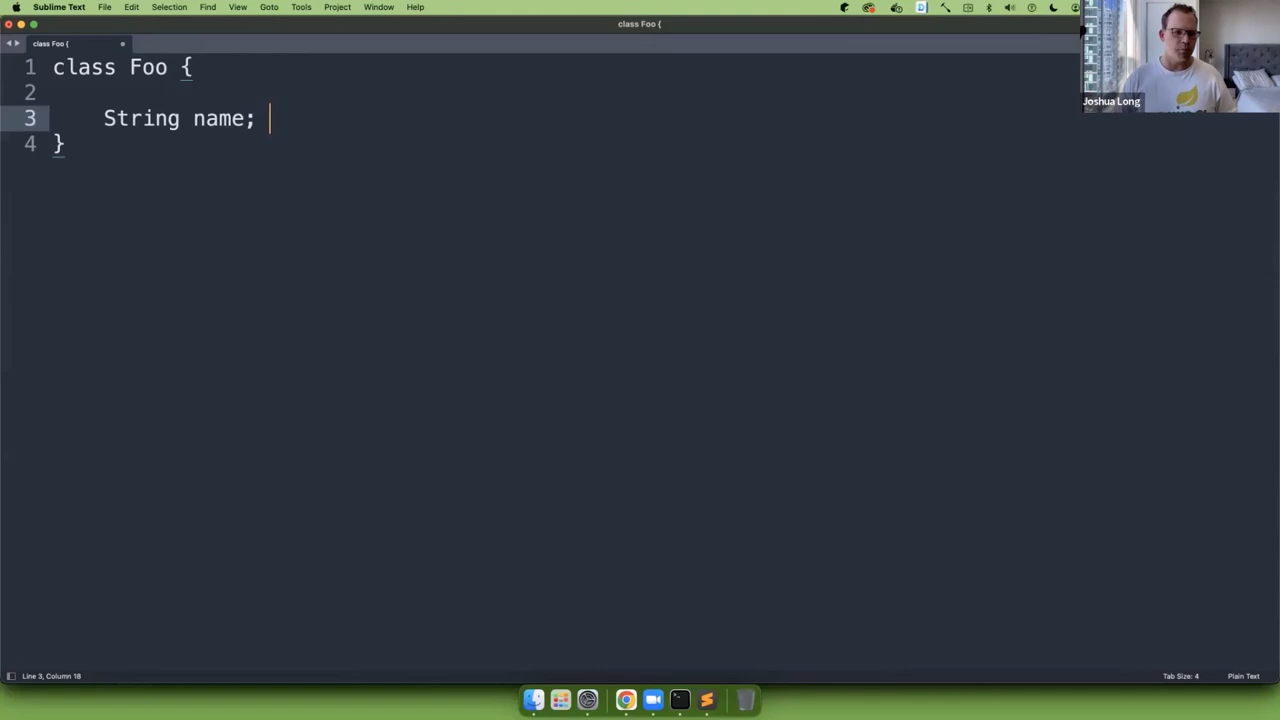 Sublime Text File Edit Selection Find View Goto Tools Project Window Help
class Foo {
class Foo {
1 class Foo {
2
3 String name;
4 }
Joshua Long
Line 3, Column 18
Tab Size: 4
Plain Text